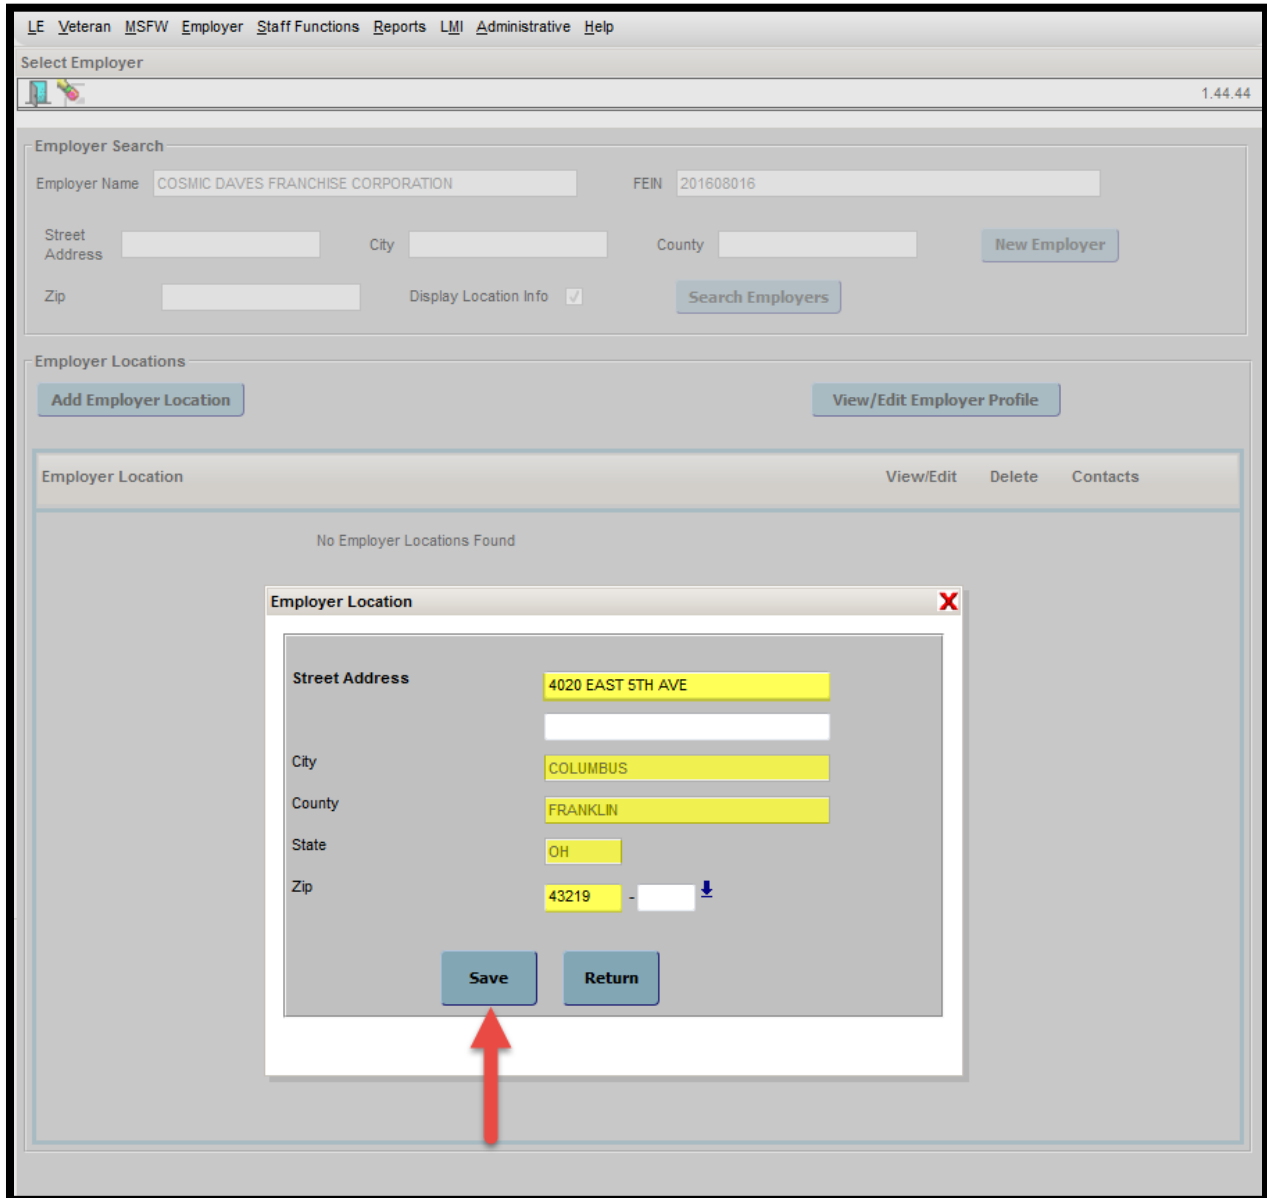 LE Veteran MSFW Employer Staff Functions Reports LMI Administrative Help
Select Employer
1.44.44
Employer Search
Employer Name COSMIC DAVES FRANCHISE CORPORATION FEIN 201608016
Street Address City County New Employer
Zip Display Location Info Search Employers
Employer Locations
Add Employer Location View/Edit Employer Profile
Employer Location View/Edit Delete Contacts
No Employer Locations Found
Employer Location X
Street Address 4020 EAST 5TH AVE
City COLUMBUS
County FRANKLIN
State OH
Zip 43219 -
Save Return